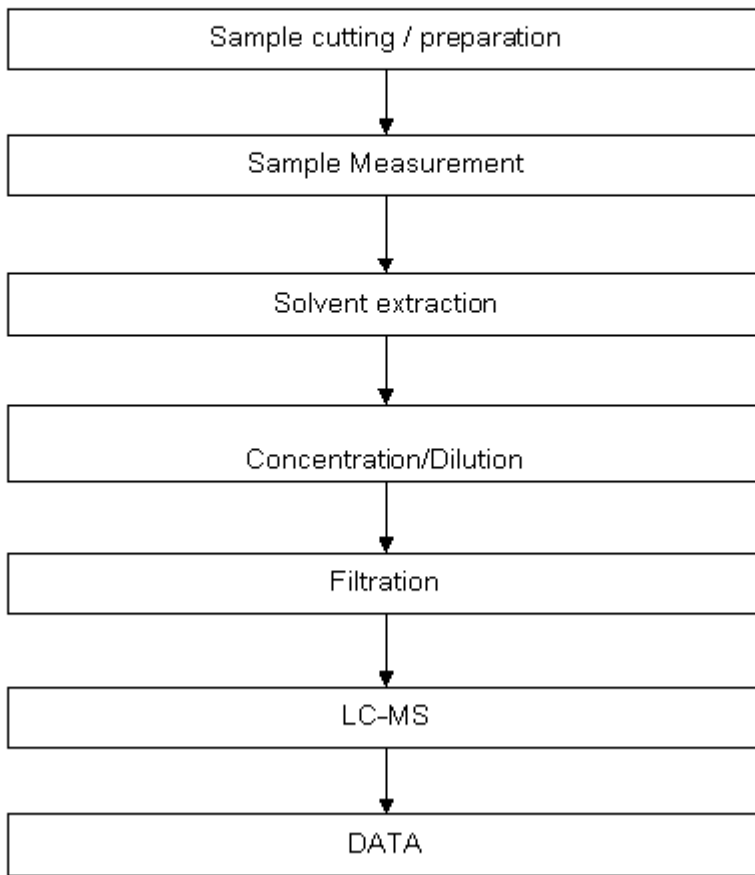 Sample cutting / preparation
Sample Measurement
Solvent extraction
Concentration/Dilution
Filtration
LC-MS
DATA